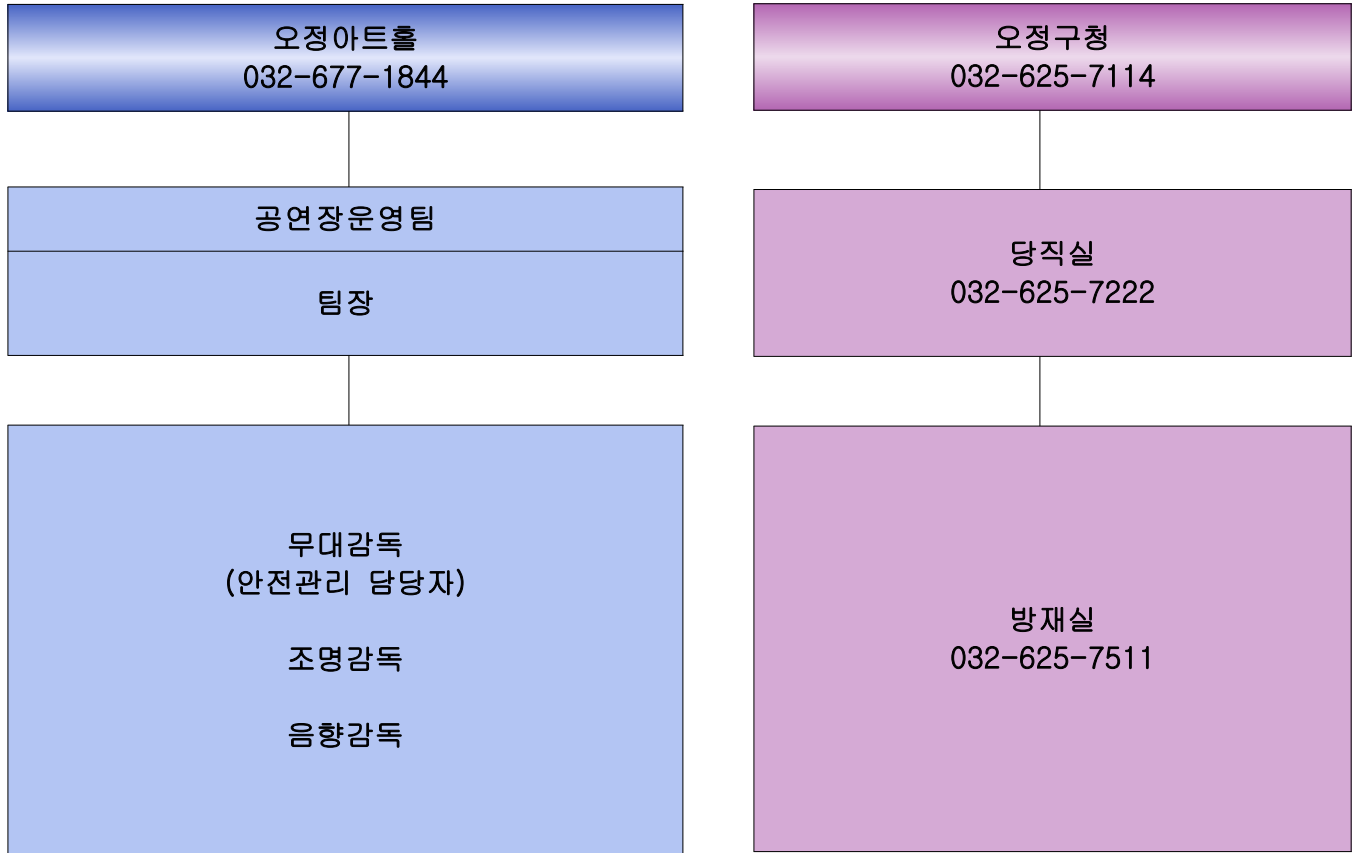 오정아트홀
032-677-1844
공연장운영팀
팀장
무대감독
(안전관리 담당자)
조명감독
음향감독
오정구청
032-625-7114
당직실
032-625-7222
방재실
032-625-7511